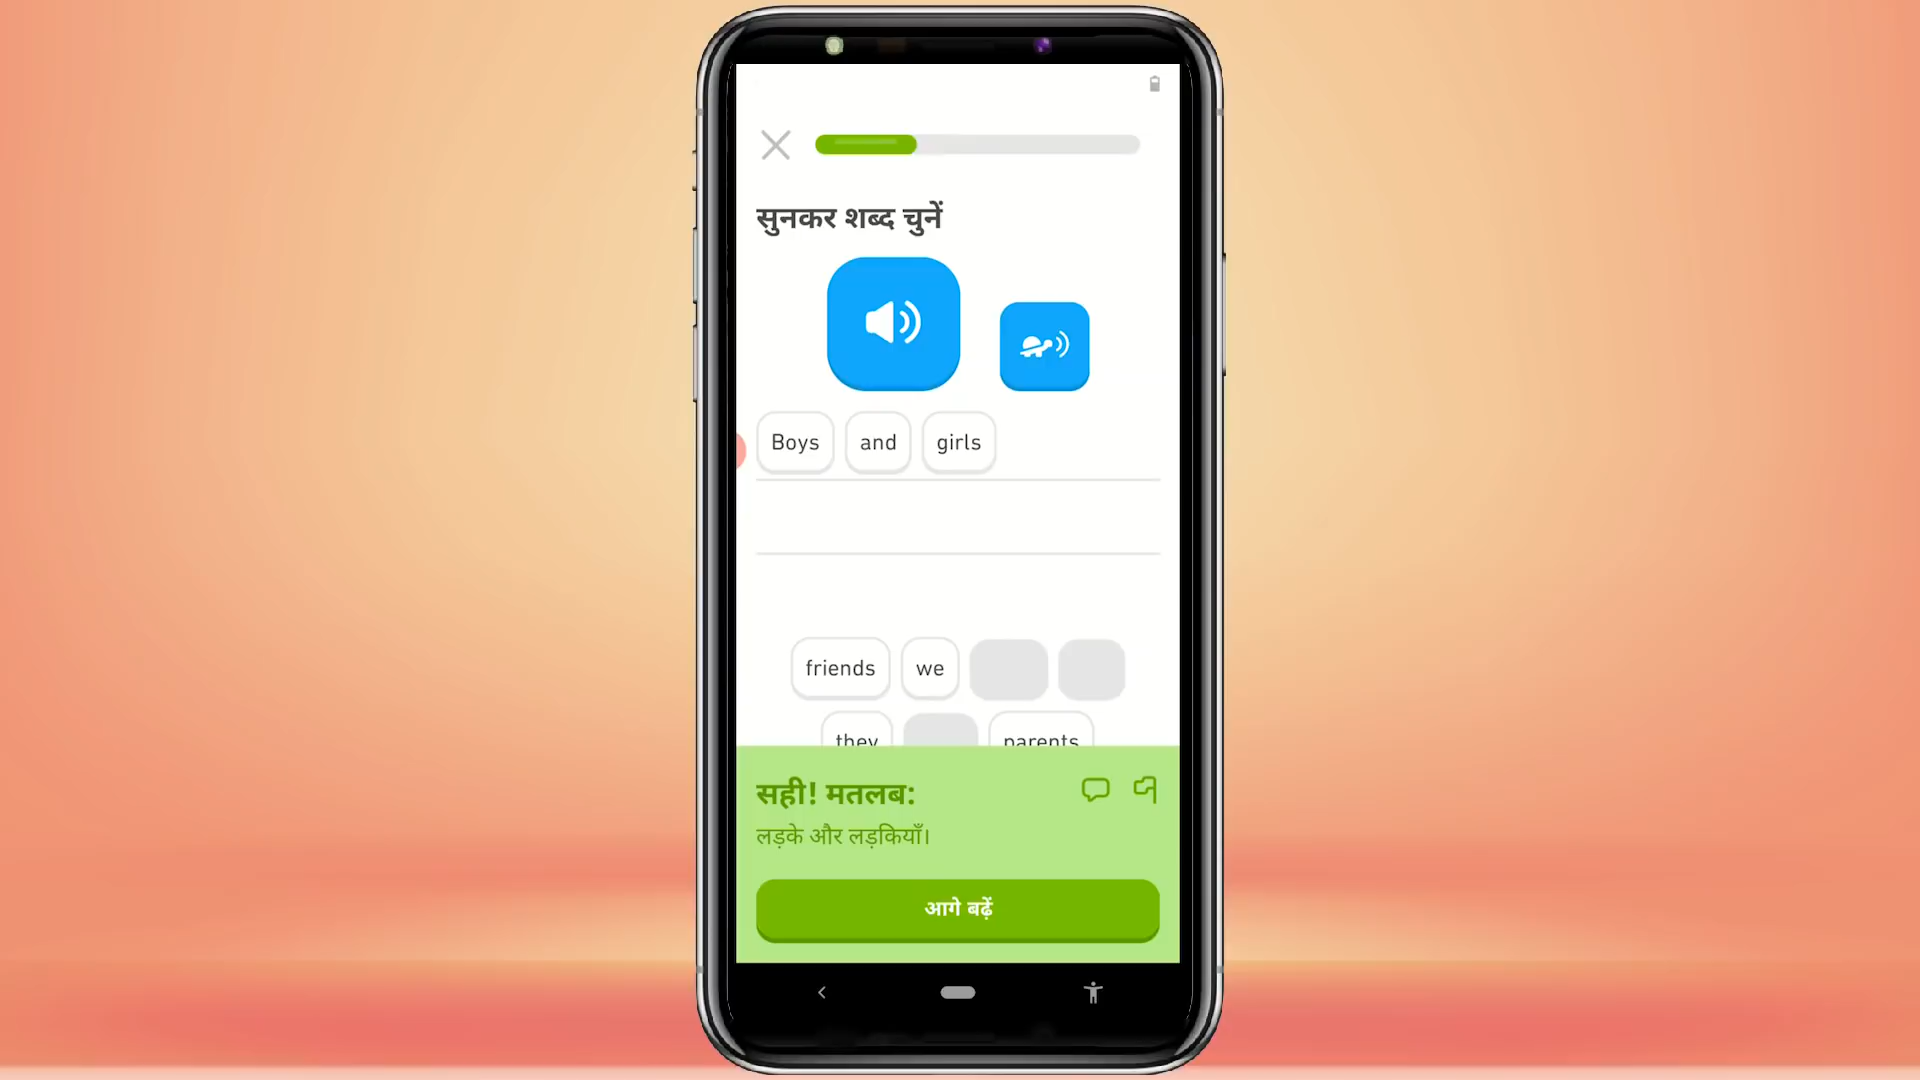 सुनकर शब्द चुनें
Boys and girls
friends we
they parents
सही! मतलब:
लड़के और लड़कियाँ।
आगे बढ़ें